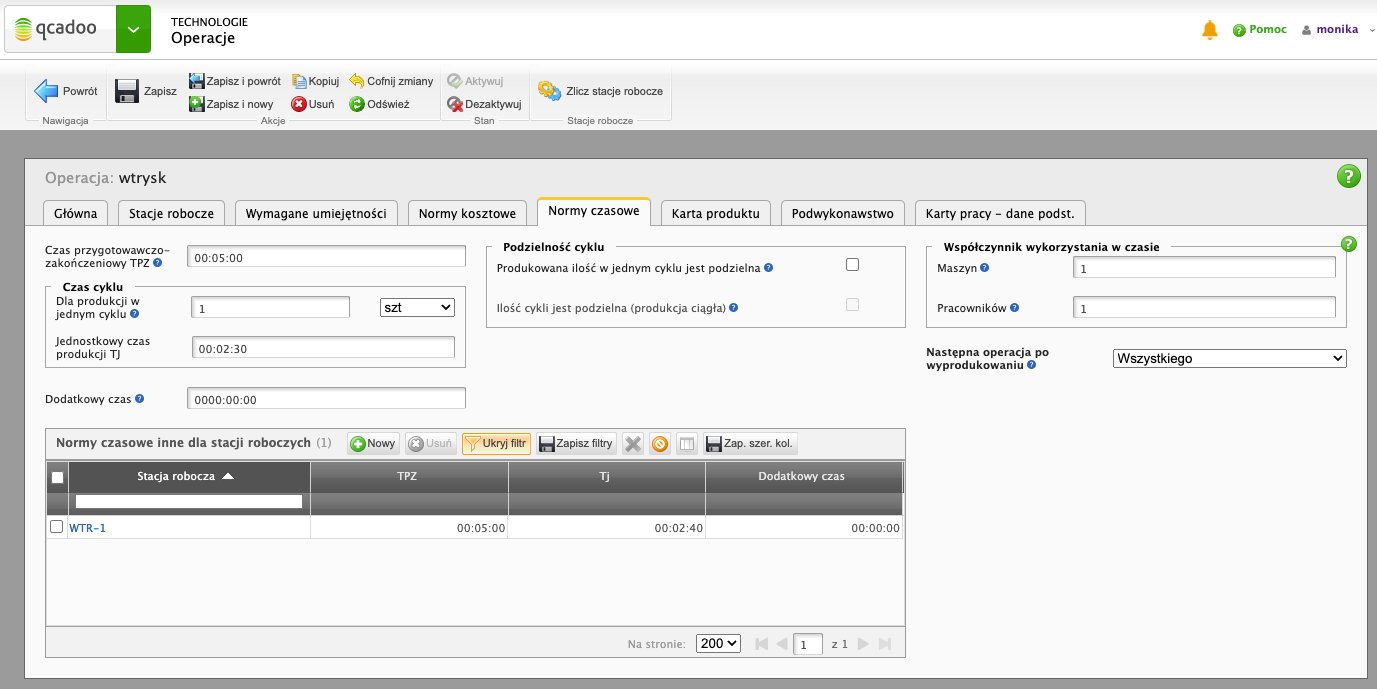 qcadoo
TECHNOLOGIE
Operacje
Pomoc
monika
Powrót
Nawigacja
Zapisz
Zapisz i powrót
Kopiuj
Cofnij zmiany
Zapisz i nowy
Usuń
Odśwież
Akcje
Aktywuj
Dezaktywuj
Stan
Zlicz stacje robocze
Stacje robocze
Operacja: wtrysk
Główna
Stacje robocze
Wymagane umiejętności
Normy kosztowe
Normy czasowe
Karta produktu
Podwykonawstwo
Karty pracy - dane podst.
Czas przygotowawczo-
zakończeniowy TPZ
00:05:00
Czas cyklu
Dla produkcji w
jednym cyklu
1
szt
Jednostkowy czas
produkcji TJ
00:02:30
Dodatkowy czas
0000:00:00
Podzielność cyklu
Produkowana ilość w jednym cyklu jest podzielna
Ilość cykli jest podzielna (produkcja ciągła)
Współczynnik wykorzystania w czasie
Maszyn
1
Pracowników
1
Następna operacja po
wyprodukowaniu
Wszystkiego
Normy czasowe inne dla stacji roboczych (1)
Nowy
Usuń
Ukryj filtr
Zapisz filtry
Zap. szer. kol.
Stacja robocza
TPZ
Tj
Dodatkowy czas
WTR-1
00:05:00
00:02:40
00:00:00
Na stronie:
200
1
z 1